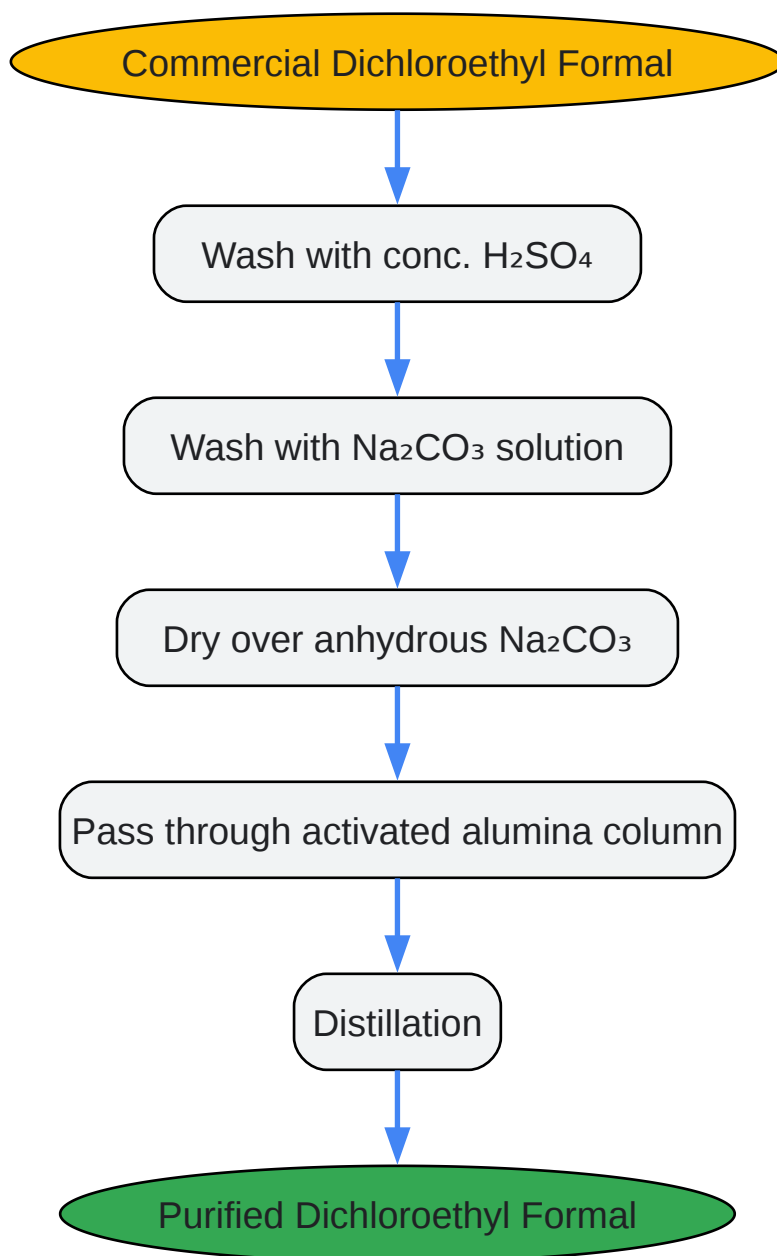 Commercial Dichloroethyl Formal
Wash with conc. H₂SO₄
Wash with Na₂CO₃ solution
Dry over anhydrous Na₂CO₃
Pass through activated alumina column
Distillation
Purified Dichloroethyl Formal